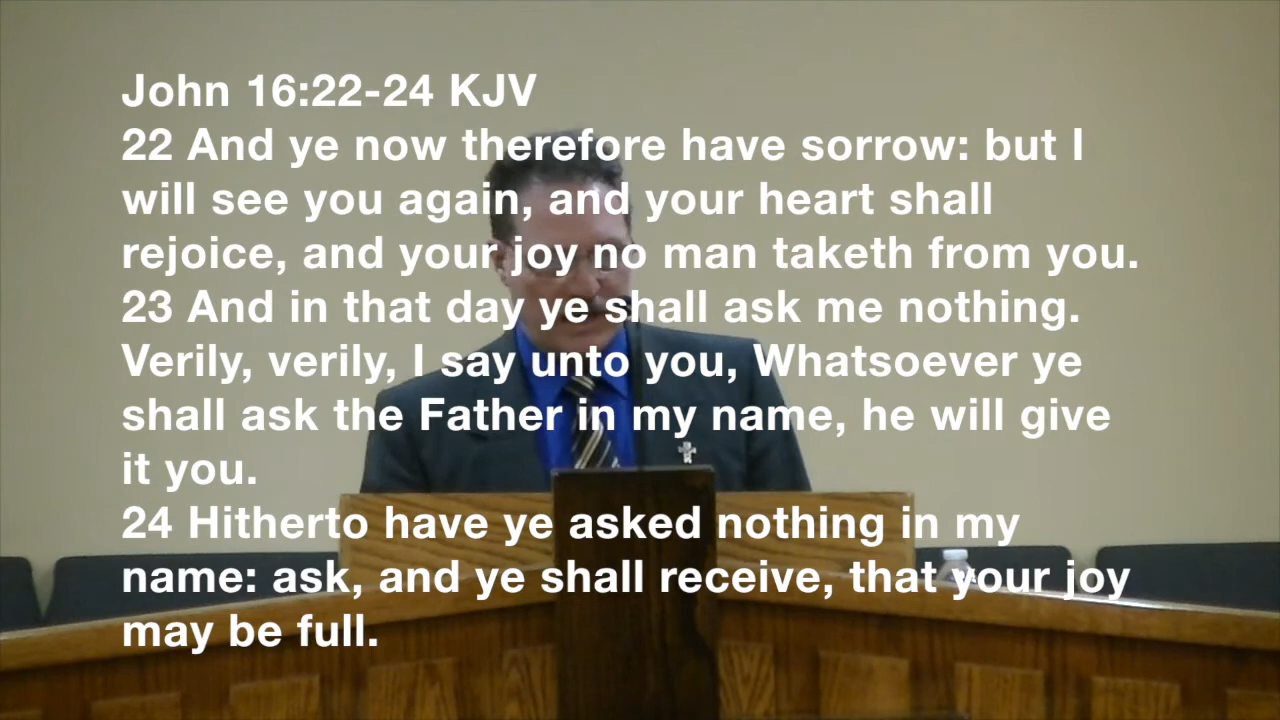 John 16:22-24 KJV
22 And ye now therefore have sorrow: but I
will see you again, and your heart shall
rejoice, and your joy no man taketh from you.
23 And in that day ye shall ask me nothing.
Verily, verily, I say unto you, Whatsoever ye
shall ask the Father in my name, he will give
it you.
24 Hitherto have ye asked nothing in my
name: ask, and ye shall receive, that your joy
may be full.